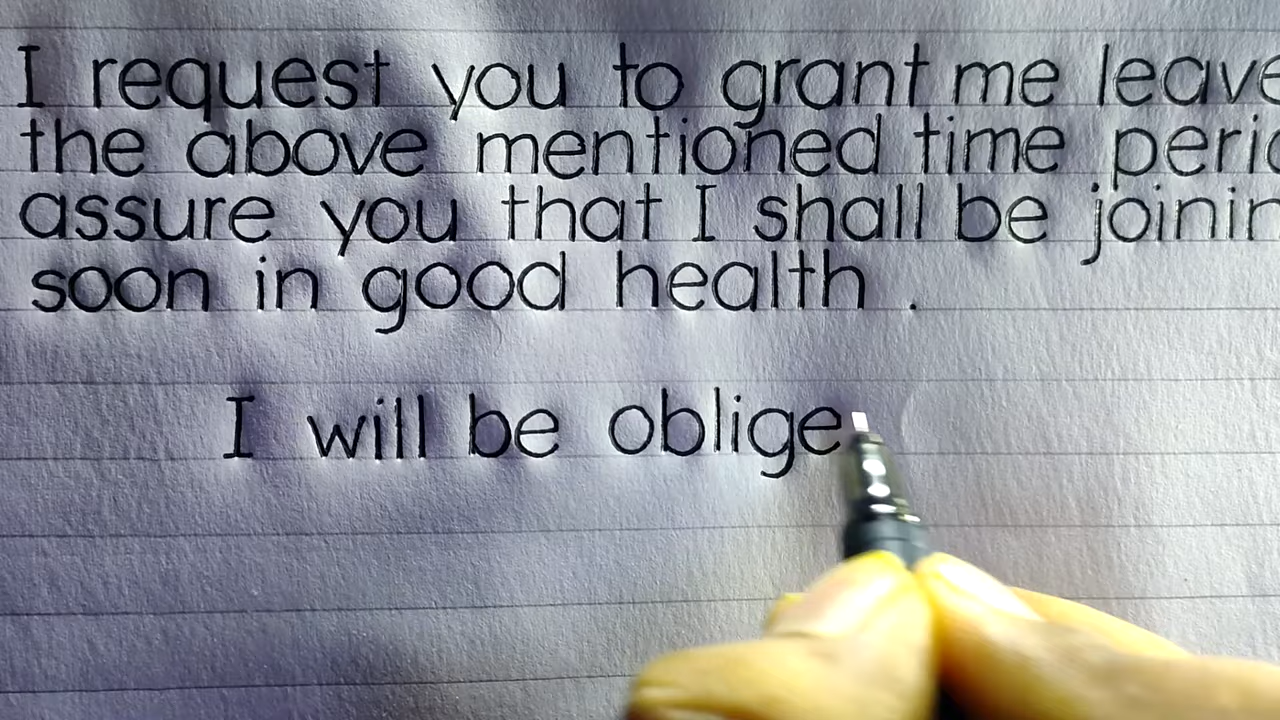 I request you to grant me leave
the above mentioned time perio
assure you that I shall be joinin
soon in good health .
I will be oblige